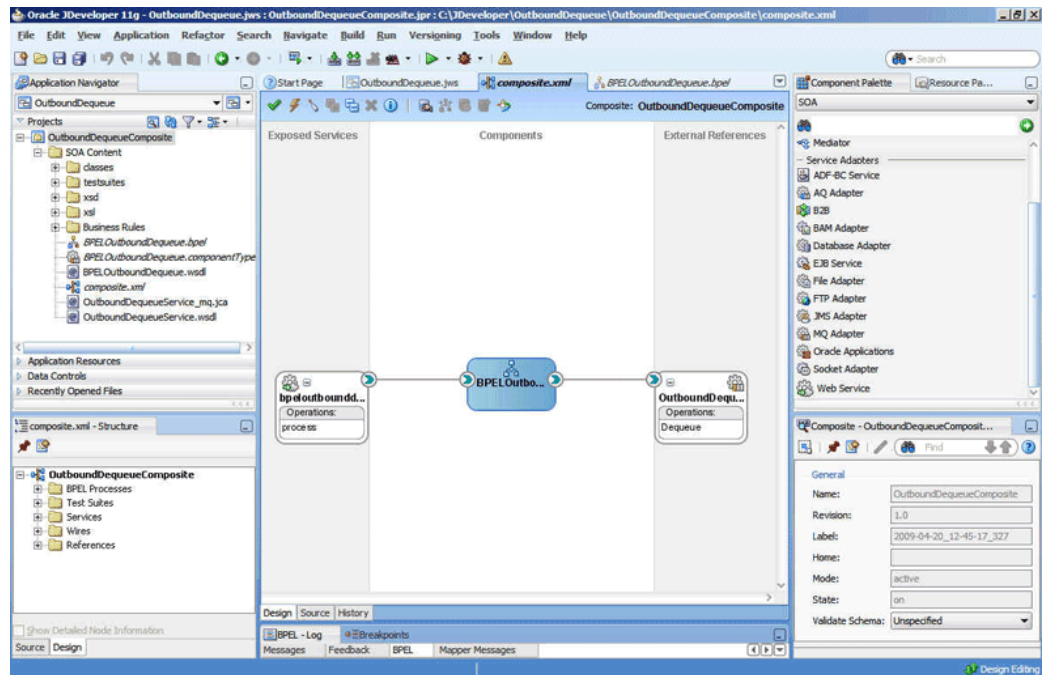 Oracle JDeveloper 11g - OutboundDequeue.jws : OutboundDequeueComposite.jpr : C:\JDeveloper\OutboundDequeue\OutboundDequeueComposite\composite.xml
File Edit View Application Refactor Search Navigate Build Run Versioning Tools Window Help
Search
Application Navigator
OutboundDequeue
Projects
OutboundDequeueComposite
SOA Content
classes
testsuites
xsd
xsl
Business Rules
BPELOutboundDequeue.bpel
BPELOutboundDequeue.componentType
BPELOutboundDequeue.wsdl
composite.xml
OutboundDequeueService_mq.jca
OutboundDequeueService.wsdl
Application Resources
Data Controls
Recently Opened Files
composite.xml - Structure
OutboundDequeueComposite
BPEL Processes
Test Suites
Services
Wires
References
Show Detailed Node Information
Source Design
Start Page OutboundDequeue.jws composite.xml BPELOutboundDequeue.bpel
Composite: OutboundDequeueComposite
Exposed Services Components External References
bpeloutboundd...
Operations:
process
BPELOutbo...
OutboundDequ...
Operations:
Dequeue
Design Source History
BPEL - Log Breakpoints
Messages Feedback BPEL Mapper Messages
Component Palette Resource Pa...
SOA
Mediator
Service Adapters
ADF-BC Service
AQ Adapter
B2B
BAM Adapter
Database Adapter
EJB Service
File Adapter
FTP Adapter
JMS Adapter
MQ Adapter
Oracle Applications
Socket Adapter
Web Service
Composite - OutboundDequeueComposit...
Find
General
Name: OutboundDequeueComposite
Revision: 1.0
Label: 2009-04-20_12-45-17_327
Home:
Mode: active
State: on
Validate Schema: Unspecified
Design Editing